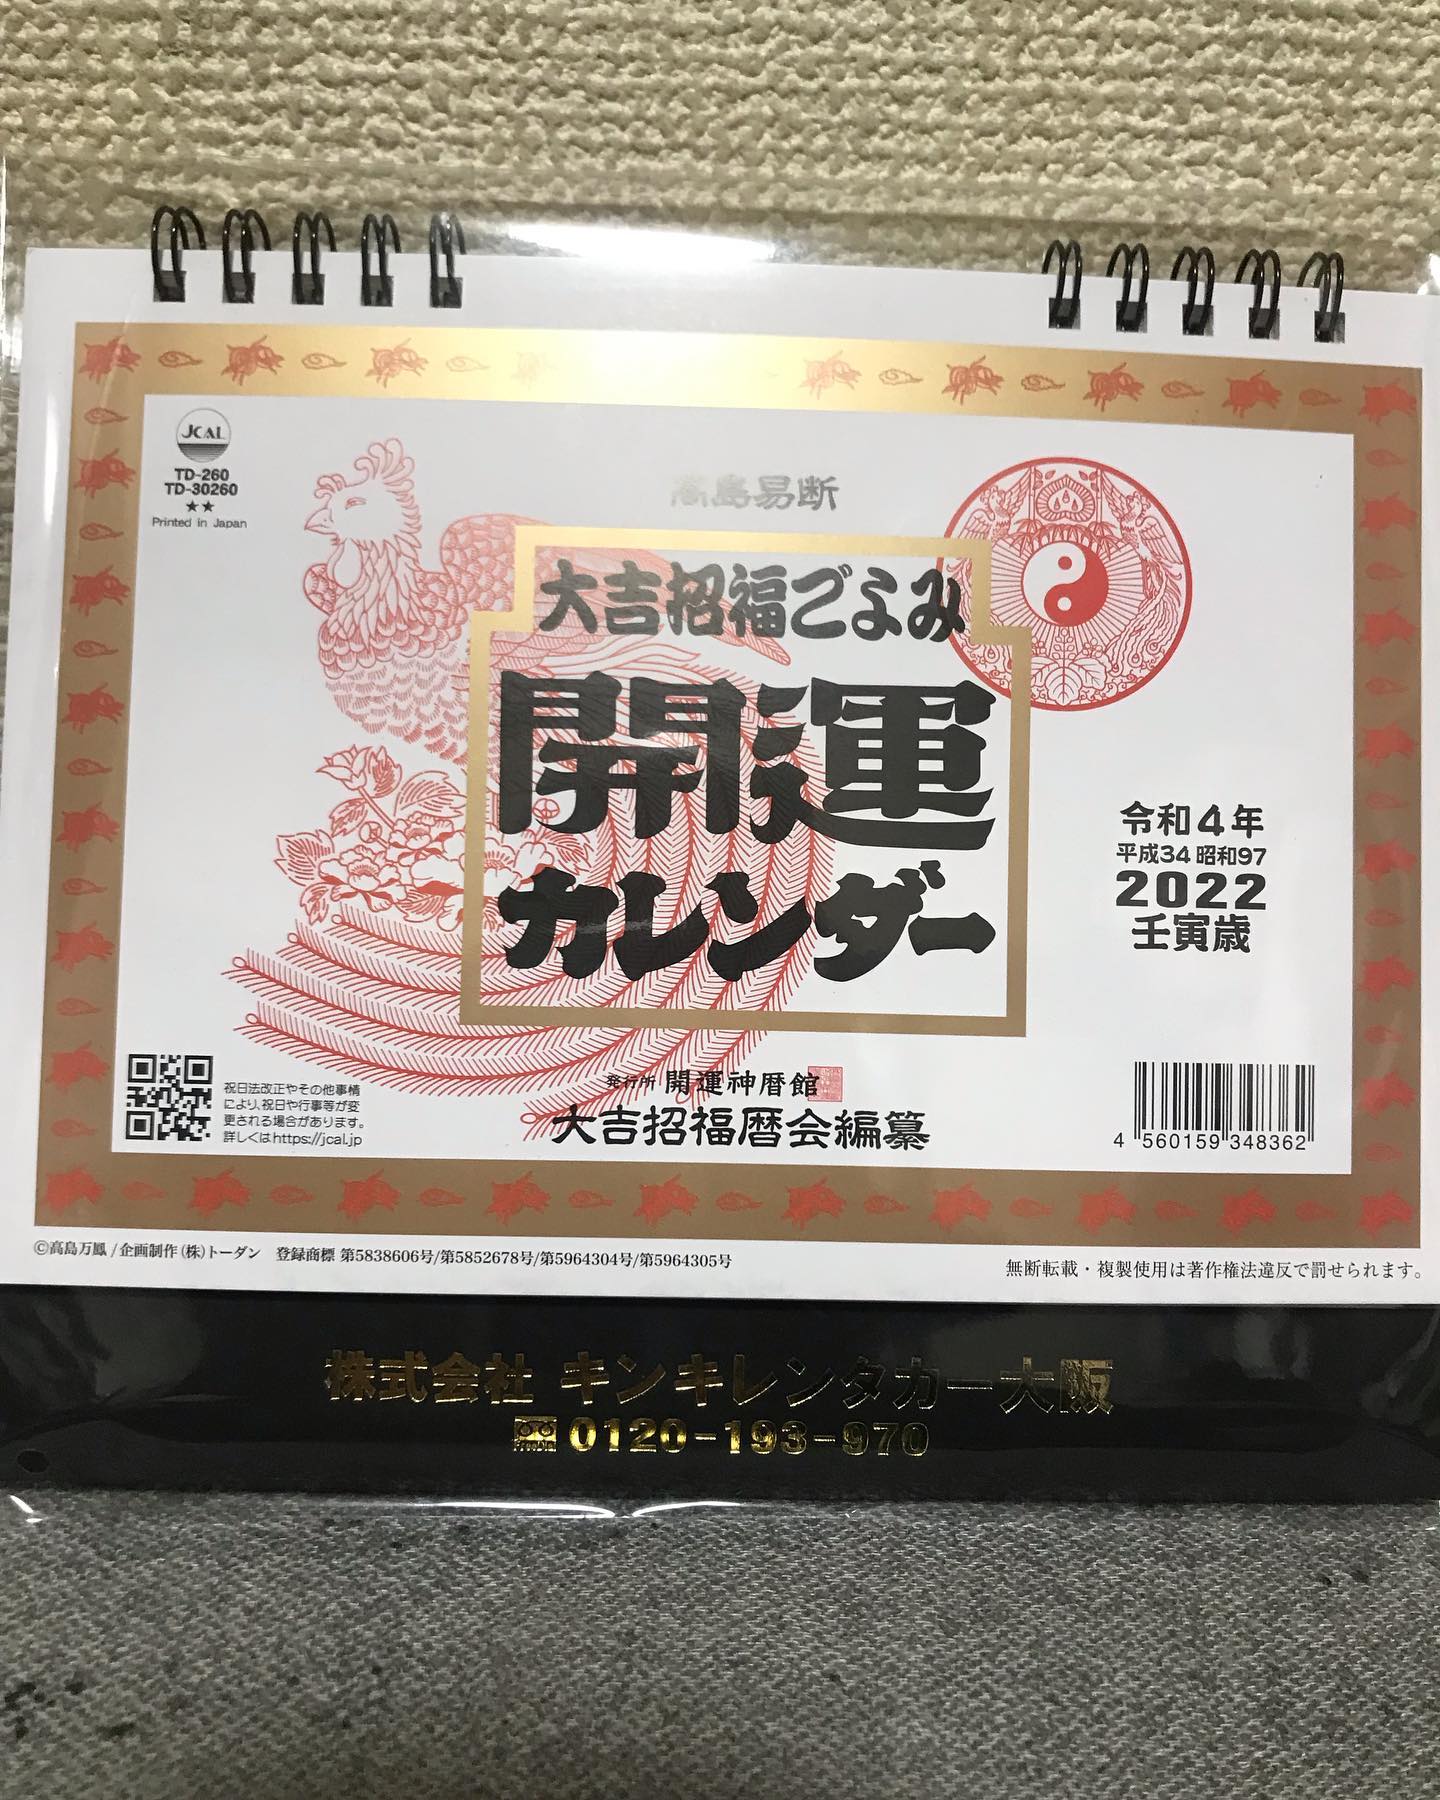 JCAL
TD-260
TD-30260
★★
Printed in Japan
高島易断
大吉招福ごよみ
開運
カレンダー
令和4年
平成34 昭和97
2022
壬寅歳
祝日法改正やその他事情
により、祝日や行事等が変
更される場合があります。
詳しくはhttps://jcal.jp
発行所 開運神暦館
大吉招福暦会編纂
4 560159 348362
©高島万鳳/企画制作(株)トーダン 登録商標 第5838606号/第5852678号/第5964304号/第5964305号
無断転載・複製使用は著作権法違反で罰せられます。
株式会社 キンキレンタカー大阪
FreeDial 0120-193-970